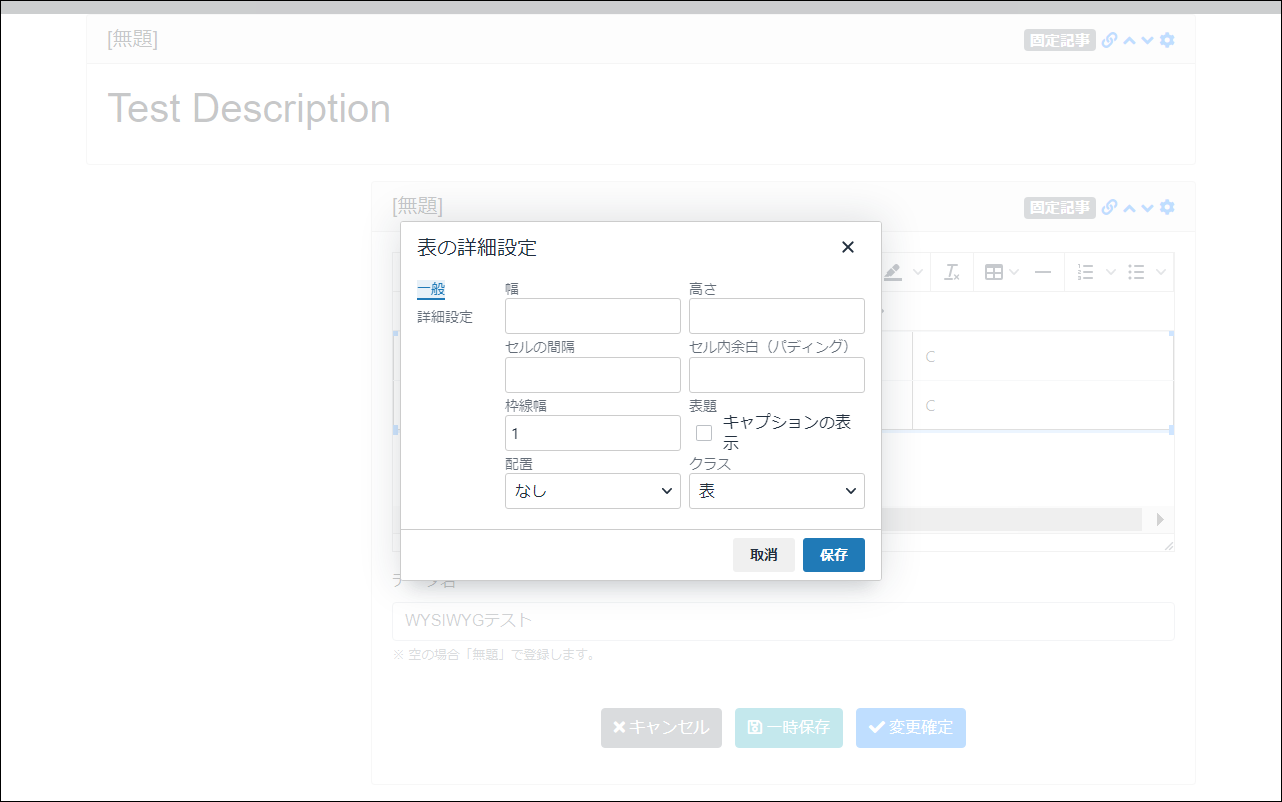 [無題]
固定記事
Test Description
[無題]
固定記事
表の詳細設定
一般
詳細設定
幅
高さ
セルの間隔
セル内余白（パディング）
枠線幅
1
表題
キャプションの表
示
配置
なし
クラス
表
取消
保存
C
C
WYSIWYGテスト
※ 空の場合「無題」で登録します。
キャンセル
一時保存
変更確定